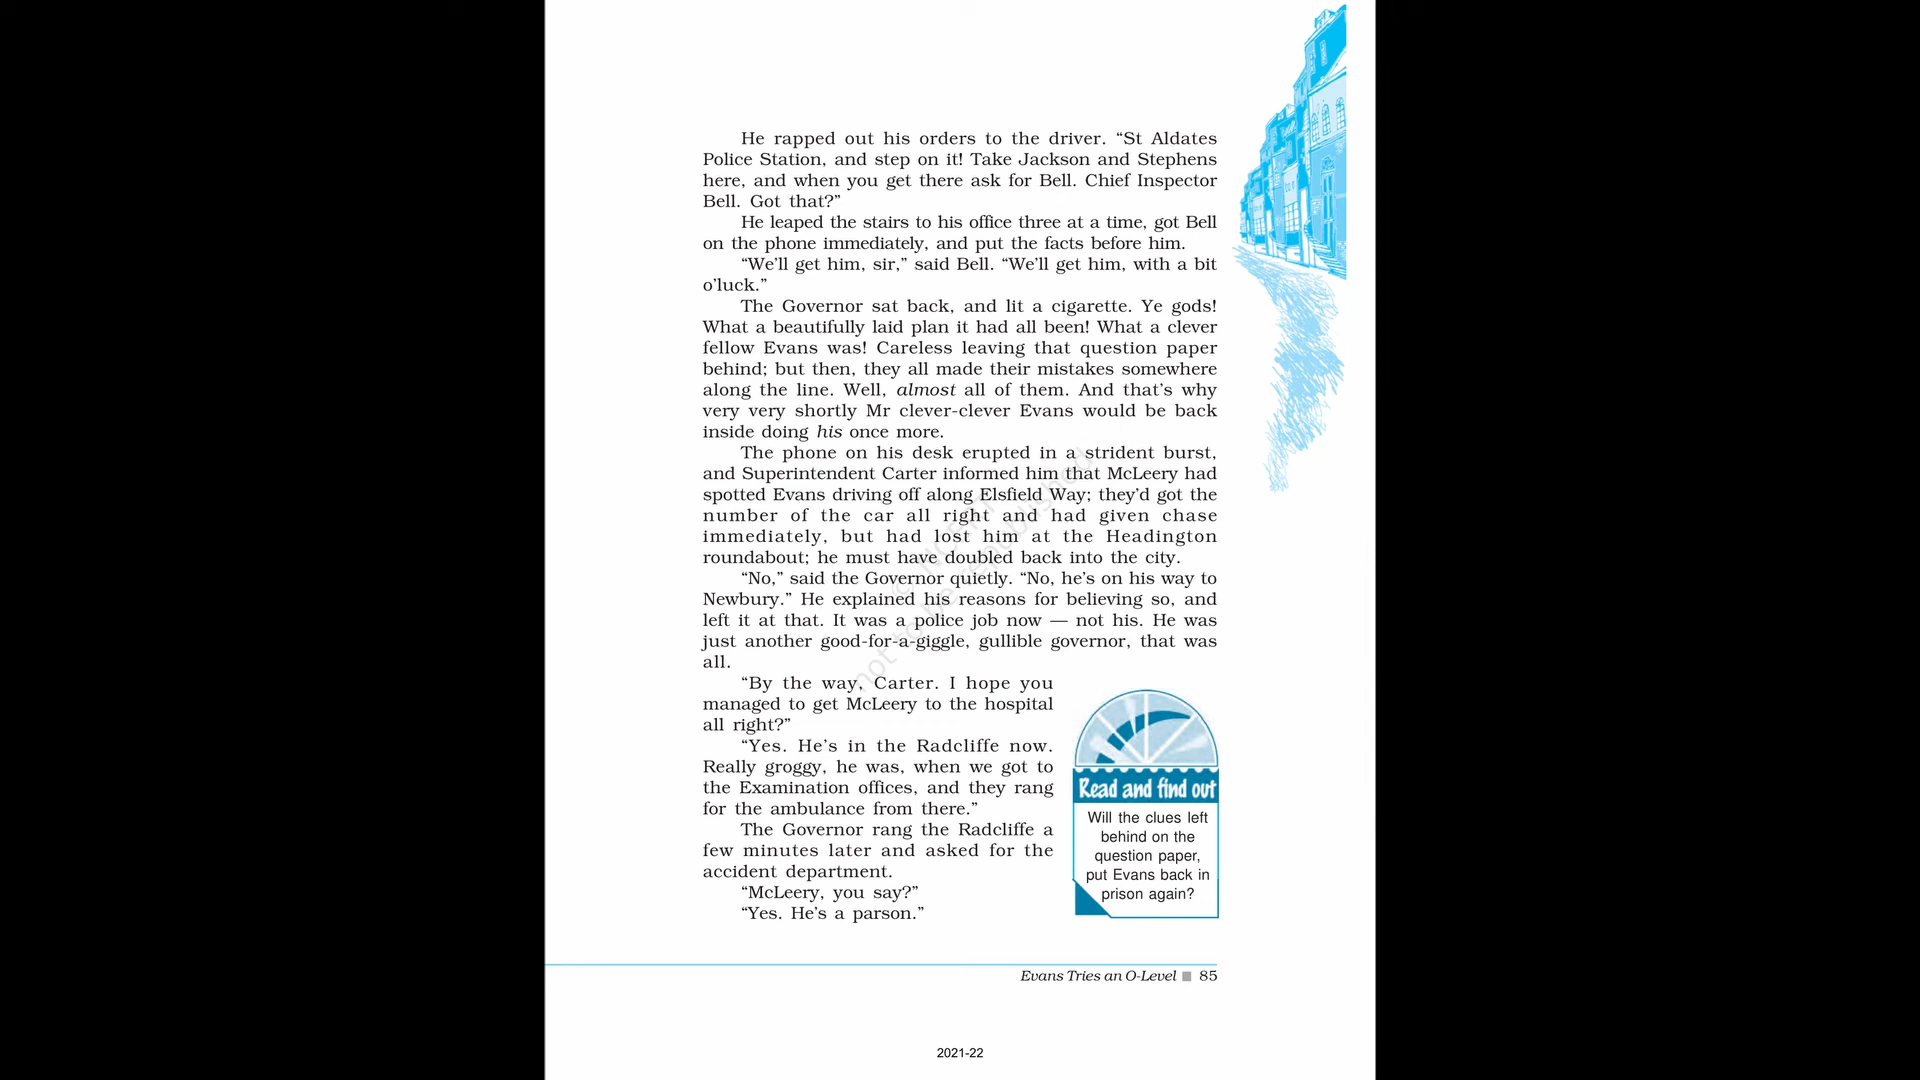 He rapped out his orders to the driver. “St Aldates
Police Station, and step on it! Take Jackson and Stephens
here, and when you get there ask for Bell. Chief Inspector
Bell. Got that?”
He leaped the stairs to his office three at a time, got Bell
on the phone immediately, and put the facts before him.
“We’ll get him, sir,” said Bell. “We’ll get him, with a bit
o’luck.”
The Governor sat back, and lit a cigarette. Ye gods!
What a beautifully laid plan it had all been! What a clever
fellow Evans was! Careless leaving that question paper
behind; but then, they all made their mistakes somewhere
along the line. Well, almost all of them. And that’s why
very very shortly Mr clever-clever Evans would be back
inside doing his once more.
The phone on his desk erupted in a strident burst,
and Superintendent Carter informed him that McLeery had
spotted Evans driving off along Elsfield Way; they’d got the
number of the car all right and had given chase
immediately, but had lost him at the Headington
roundabout; he must have doubled back into the city.
“No,” said the Governor quietly. “No, he’s on his way to
Newbury.” He explained his reasons for believing so, and
left it at that. It was a police job now — not his. He was
just another good-for-a-giggle, gullible governor, that was
all.
“By the way, Carter. I hope you
managed to get McLeery to the hospital
all right?”
“Yes. He’s in the Radcliffe now.
Really groggy, he was, when we got to
the Examination offices, and they rang
for the ambulance from there.”
The Governor rang the Radcliffe a
few minutes later and asked for the
accident department.
“McLeery, you say?”
“Yes. He’s a parson.”
Read and find out
Will the clues left
behind on the
question paper,
put Evans back in
prison again?
© NCERT
not to be republished
Evans Tries an O-Level ■ 85
2021-22